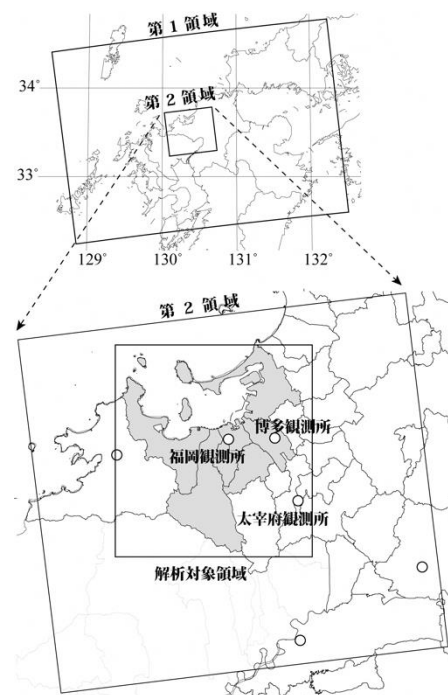 第1領域
34°
第2領域
33°
129°
130°
131°
132°
第2領域
博多観測所
福岡観測所
太宰府観測所
解析対象領域